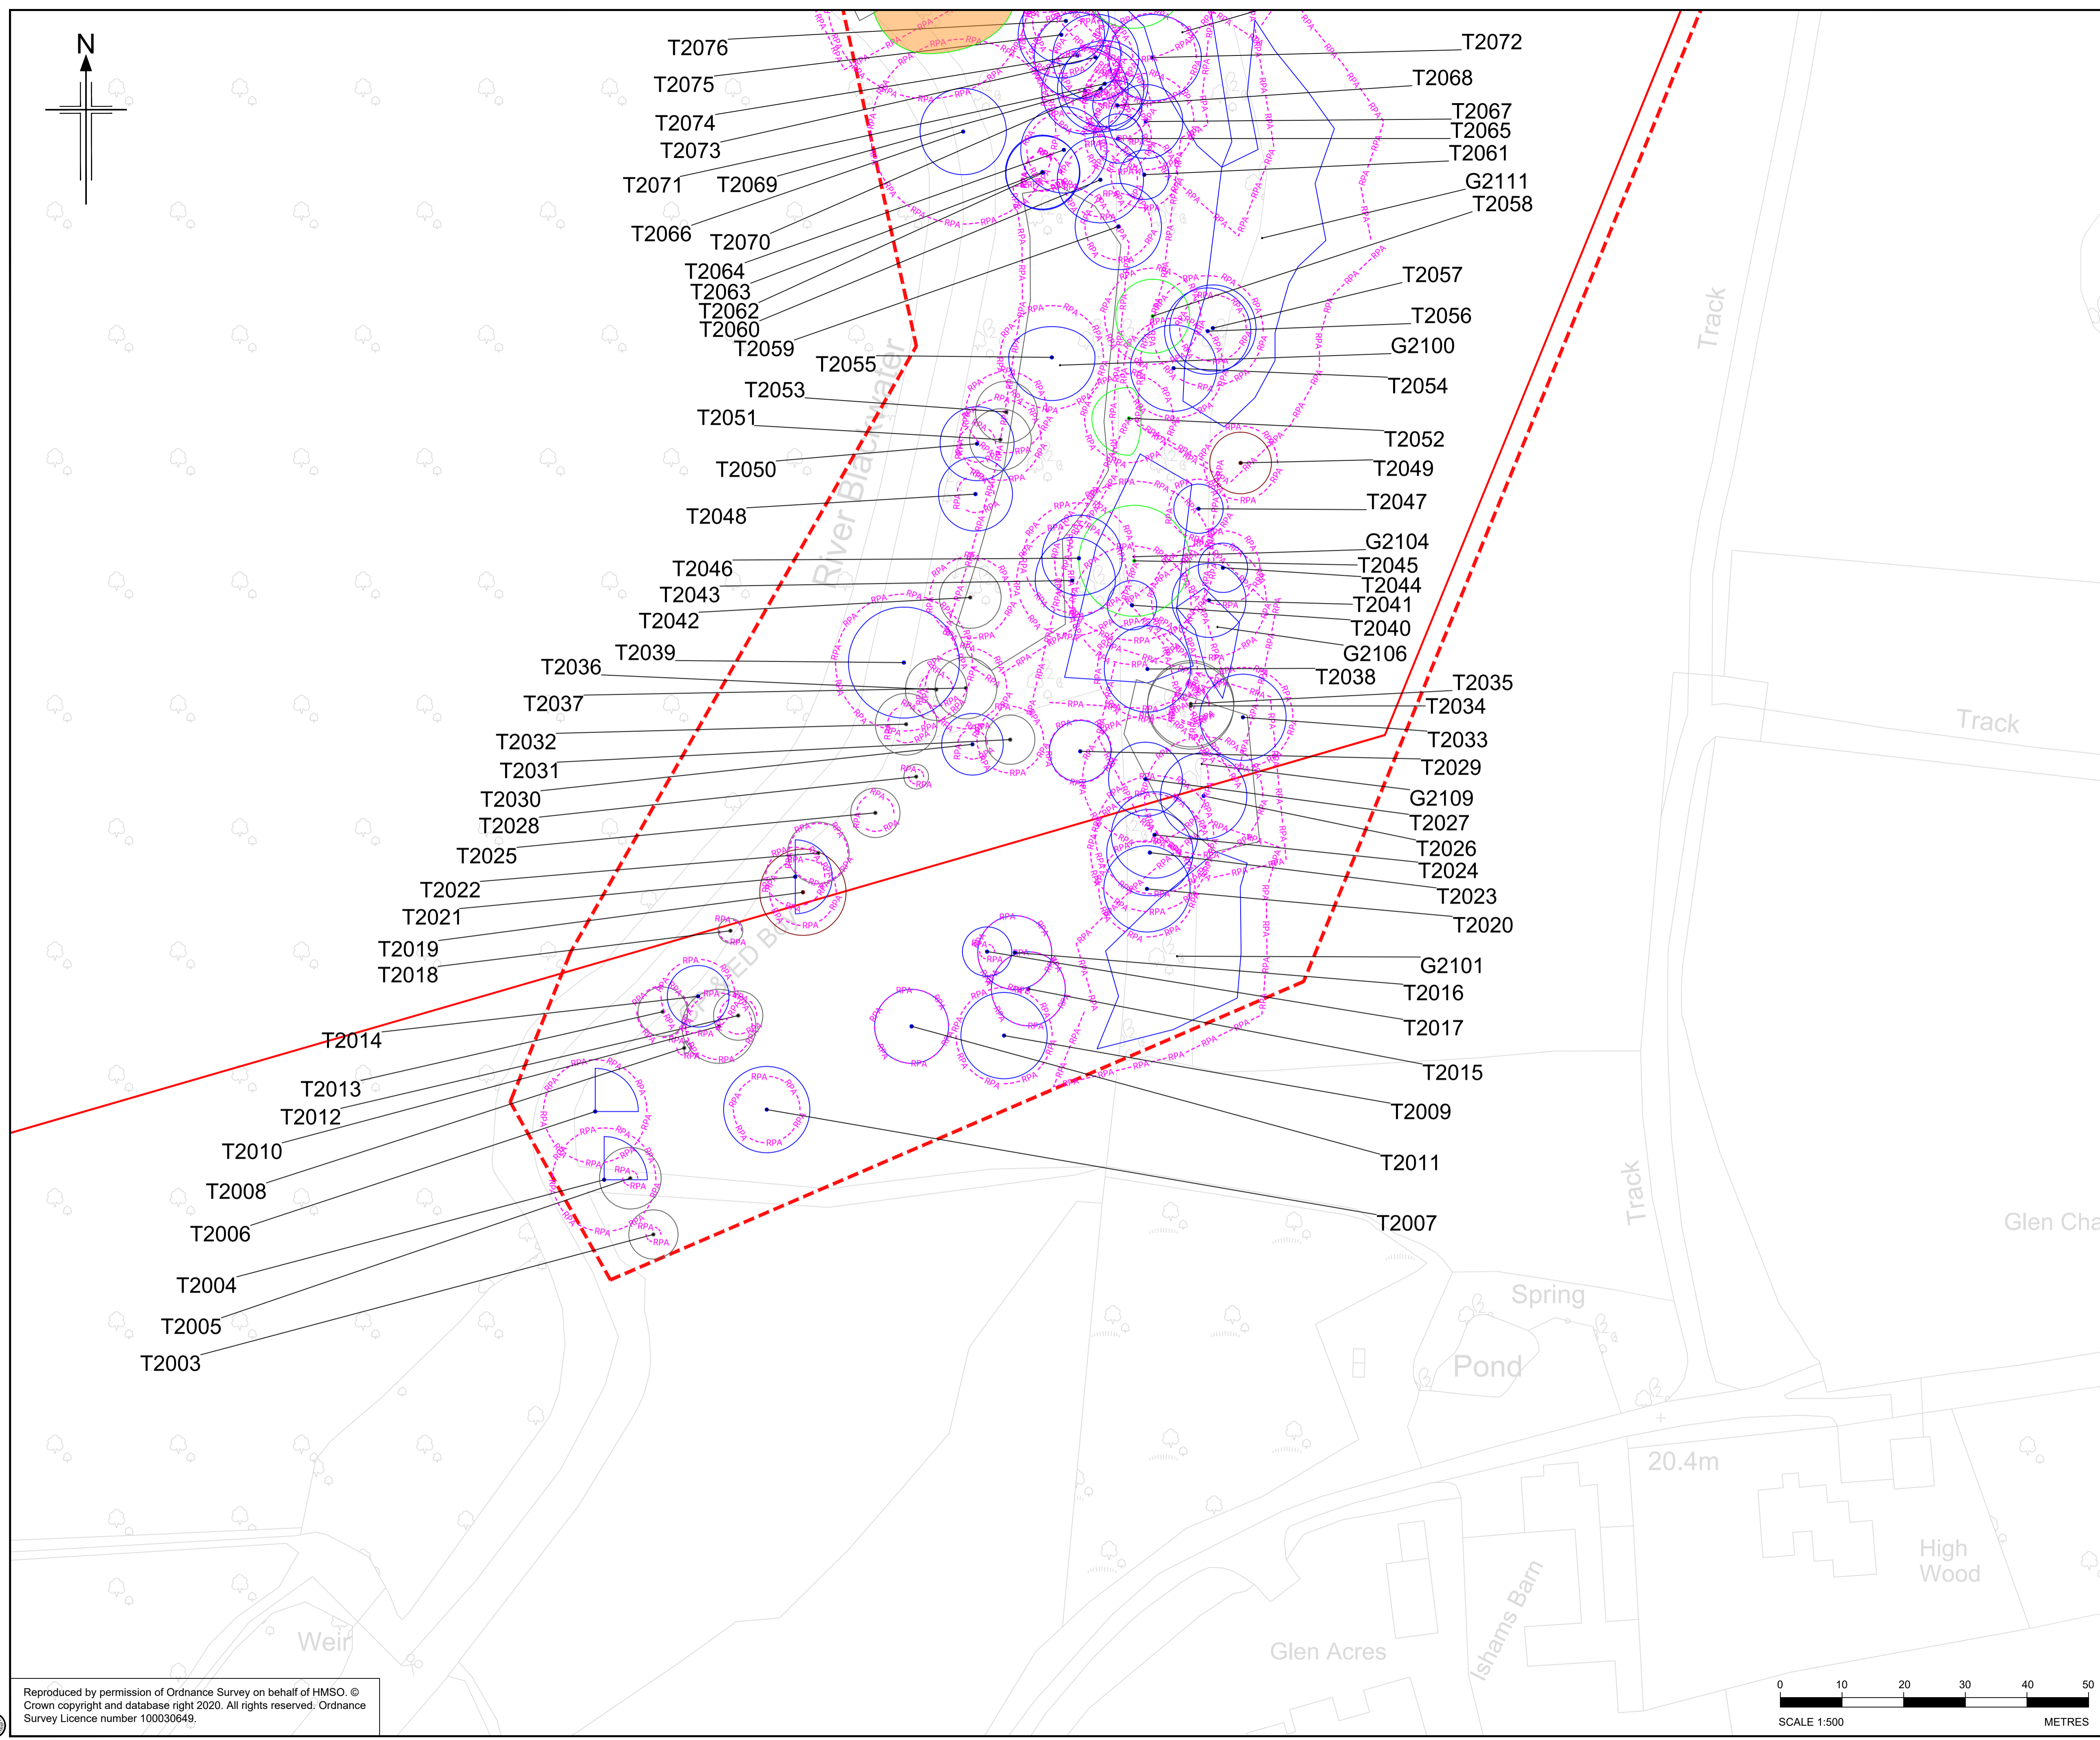 N
T2076
T2075
T2074
T2073
T2071
T2069
T2066
T2070
T2064
T2063
T2062
T2060
T2059
T2055
T2053
T2051
T2050
T2048
T2046
T2043
T2042
T2039
T2036
T2037
T2032
T2031
T2030
T2028
T2025
T2022
T2021
T2019
T2018
T2014
T2013
T2012
T2010
T2008
T2006
T2004
T2005
T2003
T2072
T2068
T2067
T2065
T2061
G2111
T2058
T2057
T2056
G2100
T2054
T2052
T2049
T2047
G2104
T2045
T2044
T2041
T2040
G2106
T2038
T2035
T2034
T2033
T2029
G2109
T2027
T2026
T2024
T2023
T2020
G2101
T2016
T2017
T2015
T2009
T2011
T2007
RPA
River Blackwater
Track
Track
Track
Glen Cha
Spring
Pond
20.4m
High
Wood
Ishams Barn
Glen Acres
Weir
Reproduced by permission of Ordnance Survey on behalf of HMSO. ©
Crown copyright and database right 2020. All rights reserved. Ordnance
Survey Licence number 100030649.
0 10 20 30 40 50
SCALE 1:500 METRES